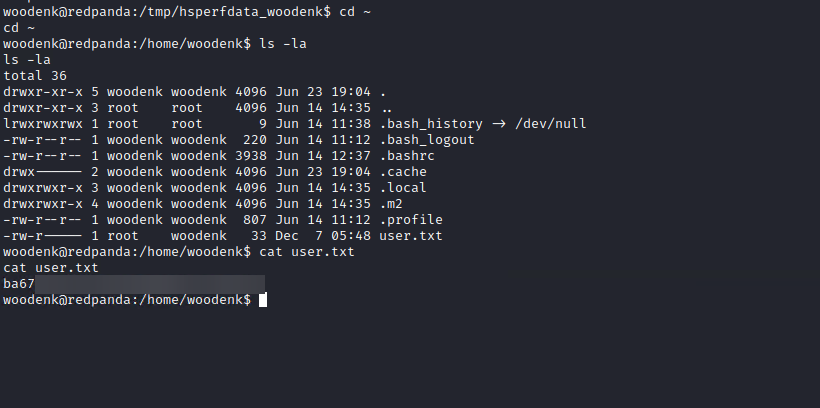 woodenk@redpanda:/tmp/hsperfdata_woodenk$ cd ~
cd ~
woodenk@redpanda:/home/woodenk$ ls -la
ls -la
total 36
drwxr-xr-x 5 woodenk woodenk 4096 Jun 23 19:04 .
drwxr-xr-x 3 root    root    4096 Jun 14 14:35 ..
lrwxrwxrwx 1 root    root       9 Jun 14 11:38 .bash_history -> /dev/null
-rw-r--r-- 1 woodenk woodenk  220 Jun 14 11:12 .bash_logout
-rw-r--r-- 1 woodenk woodenk 3938 Jun 14 12:37 .bashrc
drwx------ 2 woodenk woodenk 4096 Jun 23 19:04 .cache
drwxrwxr-x 3 woodenk woodenk 4096 Jun 14 14:35 .local
drwxrwxr-x 4 woodenk woodenk 4096 Jun 14 14:35 .m2
-rw-r--r-- 1 woodenk woodenk  807 Jun 14 11:12 .profile
-rw-r----- 1 root    woodenk   33 Dec  7 05:48 user.txt
woodenk@redpanda:/home/woodenk$ cat user.txt
cat user.txt
ba67
woodenk@redpanda:/home/woodenk$